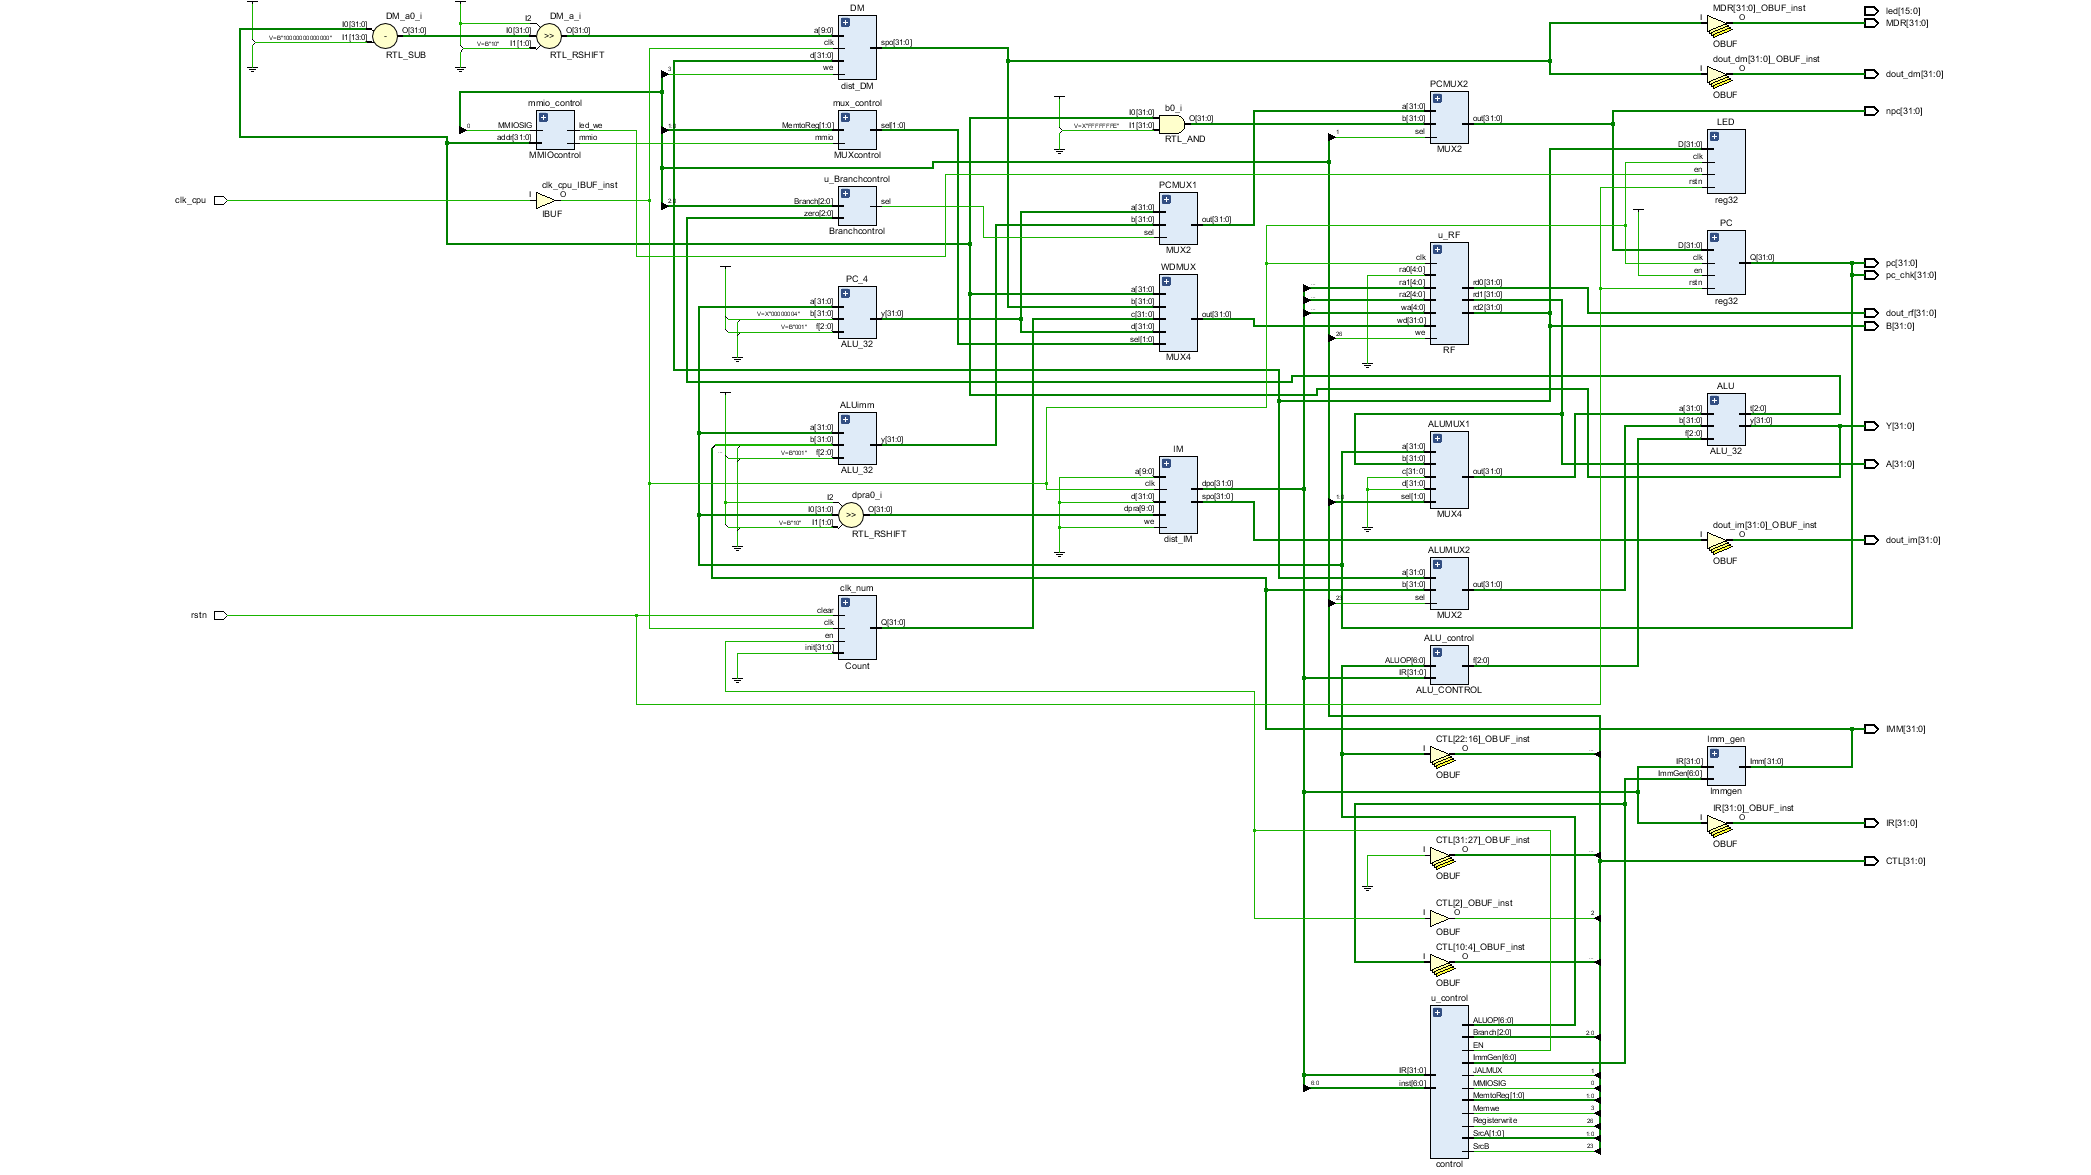 DM_a0_i
I0[31:0]
V=B"10000000000000"
I1[13:0]
O[31:0]
RTL_SUB
DM_a_i
I2
I0[31:0]
V=B"10"
I1[1:0]
O[31:0]
RTL_RSHIFT
DM
a[9:0]
clk
d[31:0]
we
spo[31:0]
dist_DM
3
mmio_control
MMIOSIG
addr[31:0]
led_we
mmio
MMIOcontrol
0
mux_control
MemtoReg[1:0]
mmio
sel[1:0]
MUXcontrol
clk_cpu
clk_cpu_IBUF_inst
I
O
IBUF
u_Branchcontrol
Branch[2:0]
zero[2:0]
sel
Branchcontrol
PC_4
a[31:0]
V=X"00000004"
b[31:0]
V=B"001"
f[2:0]
y[31:0]
ALU_32
ALUimm
a[31:0]
b[31:0]
V=B"001"
f[2:0]
y[31:0]
ALU_32
dpra0_i
I2
I0[31:0]
V=B"10"
I1[1:0]
O[31:0]
RTL_RSHIFT
rstn
clk_num
clear
clk
en
init[31:0]
Q[31:0]
Count
b0_i
I0[31:0]
V=X"FFFFFFFE"
I1[31:0]
O[31:0]
RTL_AND
PCMUX1
a[31:0]
b[31:0]
sel
out[31:0]
MUX2
WDMUX
a[31:0]
b[31:0]
c[31:0]
d[31:0]
sel[1:0]
out[31:0]
MUX4
IM
a[9:0]
clk
d[31:0]
dpra[9:0]
we
dpo[31:0]
spo[31:0]
dist_IM
PCMUX2
a[31:0]
b[31:0]
sel
out[31:0]
MUX2
1
u_RF
clk
ra0[4:0]
ra1[4:0]
ra2[4:0]
wa[4:0]
wd[31:0]
we
rd0[31:0]
rd1[31:0]
rd2[31:0]
RF
26
ALUMUX1
a[31:0]
b[31:0]
c[31:0]
d[31:0]
sel[1:0]
out[31:0]
MUX4
ALUMUX2
a[31:0]
b[31:0]
sel
out[31:0]
MUX2
ALU_control
ALUOP[6:0]
IR[31:0]
f[2:0]
ALU_CONTROL
CTL[22:16]_OBUF_inst
I
O
OBUF
CTL[31:27]_OBUF_inst
I
O
OBUF
CTL[2]_OBUF_inst
I
O
OBUF
2
CTL[10:4]_OBUF_inst
I
O
OBUF
u_control
IR[31:0]
6:0
inst[6:0]
ALUOP[6:0]
Branch[2:0]
2:0
EN
ImmGen[6:0]
JALMUX
1
MMIOSIG
0
MemtoReg[1:0]
1:0
Memwe
3
Registerwrite
26
SrcA[1:0]
1:0
SrcB
23
control
MDR[31:0]_OBUF_inst
I
O
OBUF
dout_dm[31:0]_OBUF_inst
I
O
OBUF
LED
D[31:0]
clk
en
rstn
reg32
PC
D[31:0]
clk
en
rstn
Q[31:0]
reg32
ALU
a[31:0]
b[31:0]
f[2:0]
t[2:0]
y[31:0]
ALU_32
dout_im[31:0]_OBUF_inst
I
O
OBUF
Imm_gen
IR[31:0]
ImmGen[6:0]
Imm[31:0]
Immgen
IR[31:0]_OBUF_inst
I
O
OBUF
led[15:0]
MDR[31:0]
dout_dm[31:0]
npc[31:0]
pc[31:0]
pc_chk[31:0]
dout_rf[31:0]
B[31:0]
Y[31:0]
A[31:0]
dout_im[31:0]
IMM[31:0]
IR[31:0]
CTL[31:0]